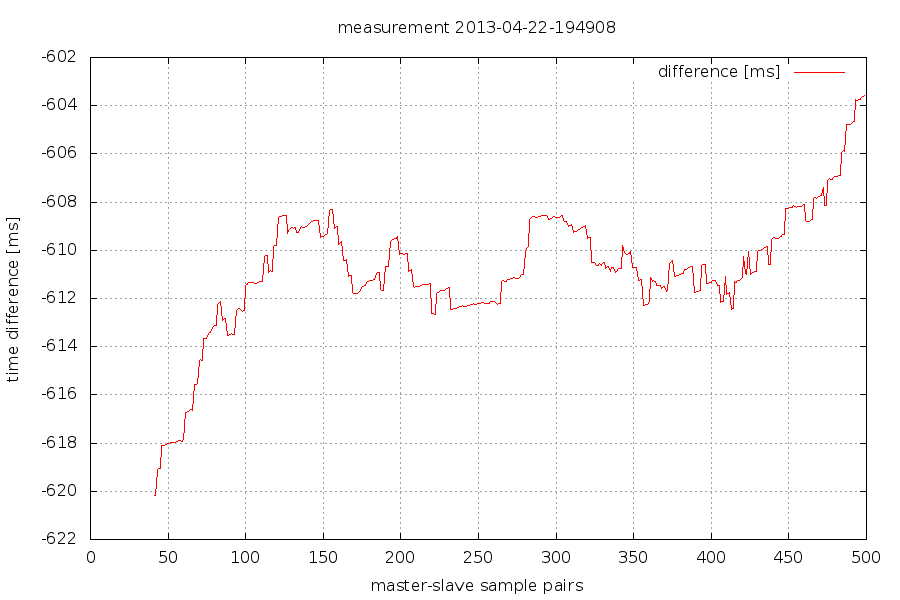 measurement 2013-04-22-194908
difference [ms]
-602
-604
-606
-608
-610
-612
-614
-616
-618
-620
-622
time difference [ms]
0 50 100 150 200 250 300 350 400 450 500
master-slave sample pairs